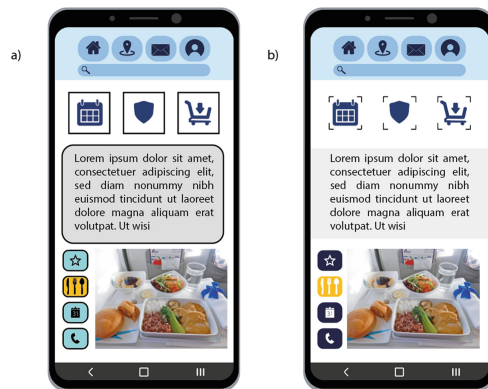 a)
b)
Lorem ipsum dolor sit amet,
consectetuer adipiscing elit,
sed diam nonummy nibh
euismod tincidunt ut laoreet
dolore magna aliquam erat
volutpat. Ut wisi
Lorem ipsum dolor sit amet,
consectetuer adipiscing elit,
sed diam nonummy nibh
euismod tincidunt ut laoreet
dolore magna aliquam erat
volutpat. Ut wisi